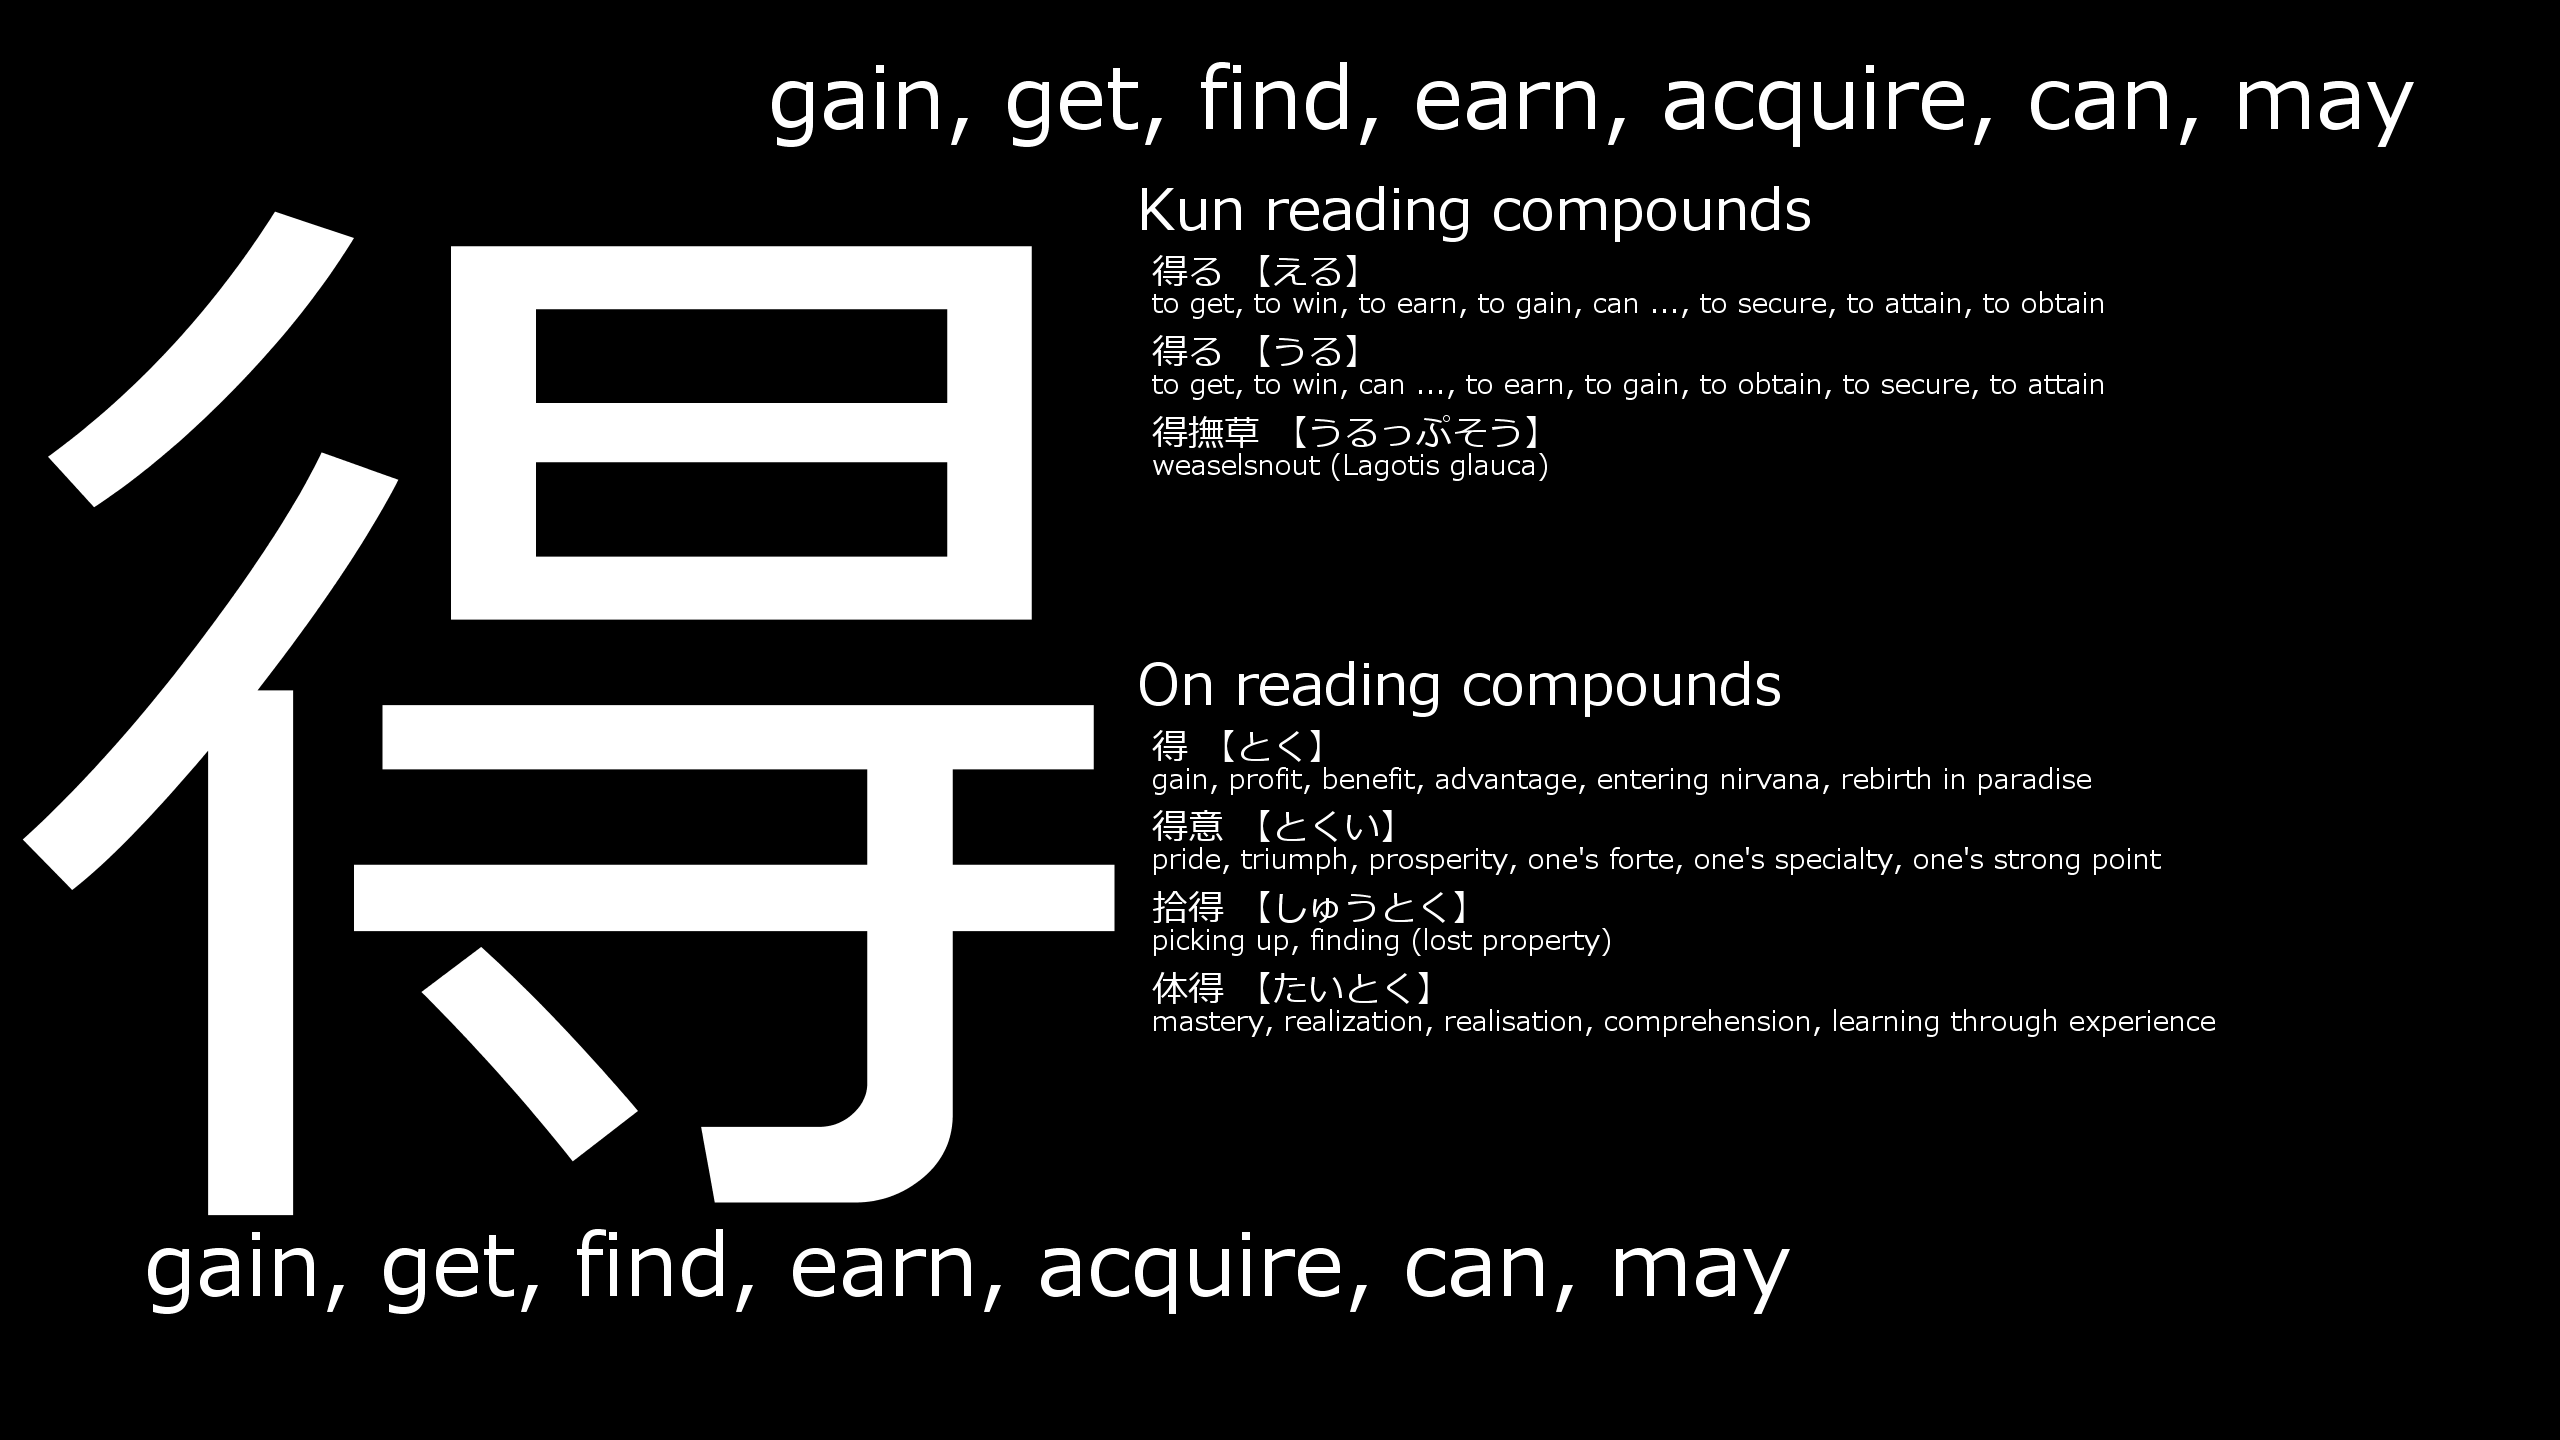 gain, get, find, earn, acquire, can, may
得
Kun reading compounds
得る 【える】
to get, to win, to earn, to gain, can ..., to secure, to attain, to obtain
得る 【うる】
to get, to win, can ..., to earn, to gain, to obtain, to secure, to attain
得撫草 【うるっぷそう】
weaselsnout (Lagotis glauca)
On reading compounds
得 【とく】
gain, profit, benefit, advantage, entering nirvana, rebirth in paradise
得意 【とくい】
pride, triumph, prosperity, one's forte, one's specialty, one's strong point
拾得 【しゅうとく】
picking up, finding (lost property)
体得 【たいとく】
mastery, realization, realisation, comprehension, learning through experience
gain, get, find, earn, acquire, can, may